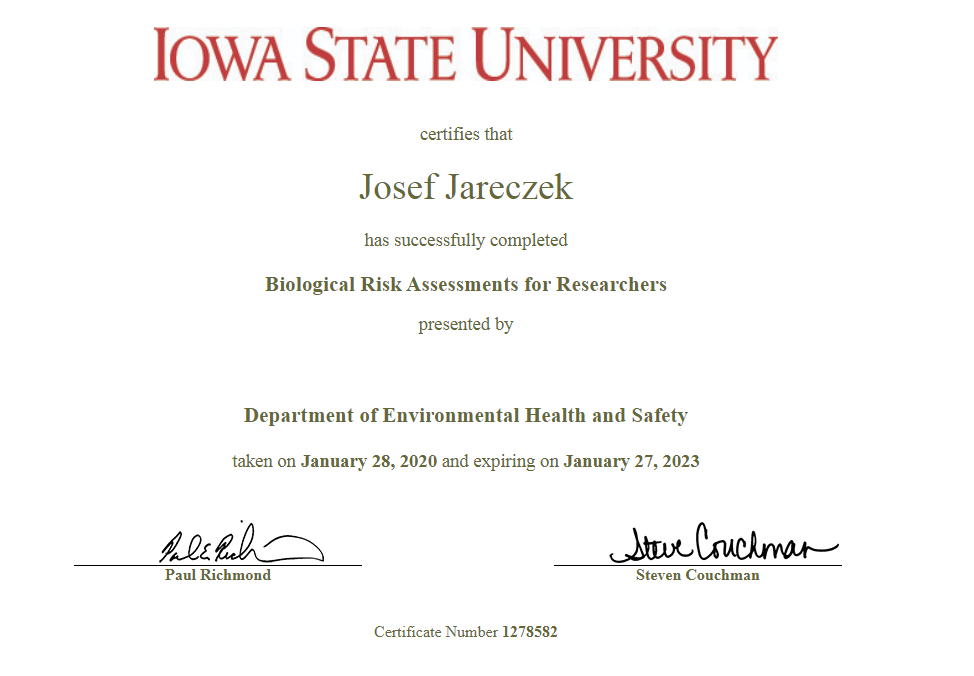 IOWA STATE UNIVERSITY
certifies that
Josef Jareczek
has successfully completed
Biological Risk Assessments for Researchers
presented by
Department of Environmental Health and Safety
taken on January 28, 2020 and expiring on January 27, 2023
Paul E Rich Steve Couchman
Paul Richmond Steven Couchman
Certificate Number 1278582